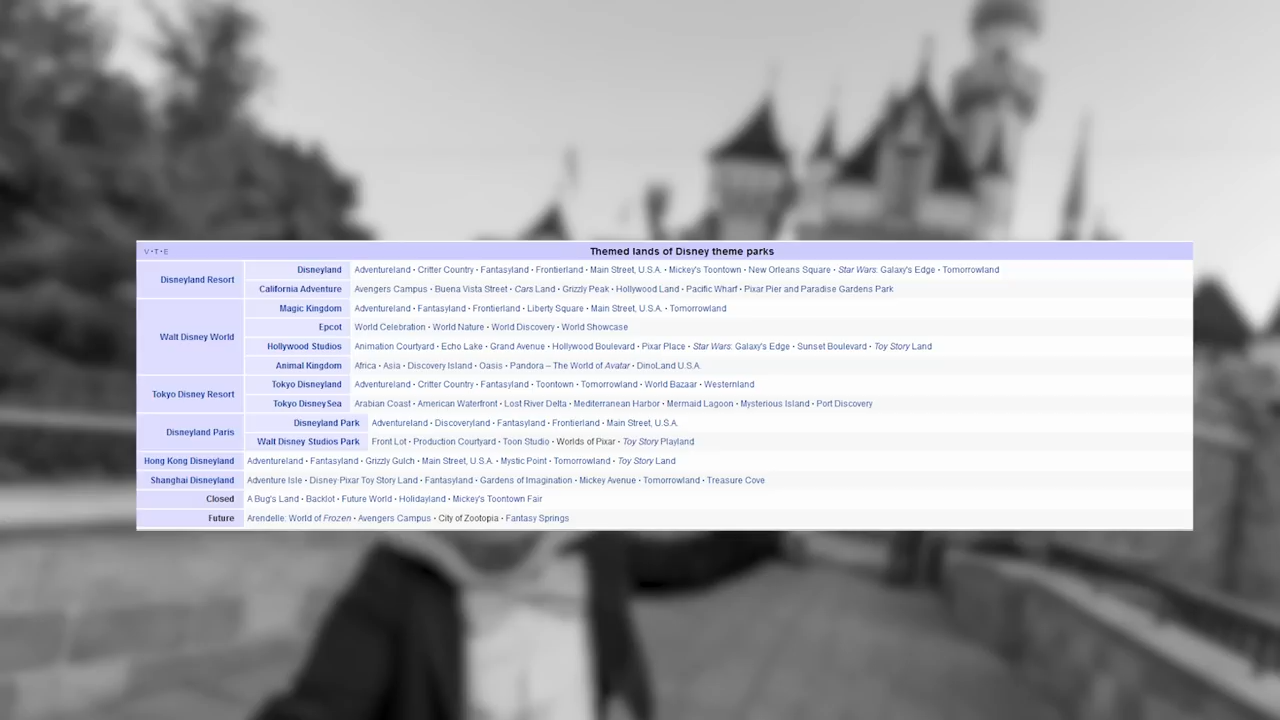 V·T·E Themed lands of Disney theme parks
Disneyland Resort
Disneyland Adventureland · Critter Country · Fantasyland · Frontierland · Main Street, U.S.A. · Mickey's Toontown · New Orleans Square · Star Wars: Galaxy's Edge · Tomorrowland
California Adventure Avengers Campus · Buena Vista Street · Cars Land · Grizzly Peak · Hollywood Land · Pacific Wharf · Pixar Pier and Paradise Gardens Park
Walt Disney World
Magic Kingdom Adventureland · Fantasyland · Frontierland · Liberty Square · Main Street, U.S.A. · Tomorrowland
Epcot World Celebration · World Nature · World Discovery · World Showcase
Hollywood Studios Animation Courtyard · Echo Lake · Grand Avenue · Hollywood Boulevard · Pixar Place · Star Wars: Galaxy's Edge · Sunset Boulevard · Toy Story Land
Animal Kingdom Africa · Asia · Discovery Island · Oasis · Pandora – The World of Avatar · DinoLand U.S.A.
Tokyo Disney Resort
Tokyo Disneyland Adventureland · Critter Country · Fantasyland · Toontown · Tomorrowland · World Bazaar · Westernland
Tokyo DisneySea Arabian Coast · American Waterfront · Lost River Delta · Mediterranean Harbor · Mermaid Lagoon · Mysterious Island · Port Discovery
Disneyland Paris
Disneyland Park Adventureland · Discoveryland · Fantasyland · Frontierland · Main Street, U.S.A.
Walt Disney Studios Park Front Lot · Production Courtyard · Toon Studio · Worlds of Pixar · Toy Story Playland
Hong Kong Disneyland Adventureland · Fantasyland · Grizzly Gulch · Main Street, U.S.A. · Mystic Point · Tomorrowland · Toy Story Land
Shanghai Disneyland Adventure Isle · Disney·Pixar Toy Story Land · Fantasyland · Gardens of Imagination · Mickey Avenue · Tomorrowland · Treasure Cove
Closed A Bug's Land · Backlot · Future World · Holidayland · Mickey's Toontown Fair
Future Arendelle: World of Frozen · Avengers Campus · City of Zootopia · Fantasy Springs